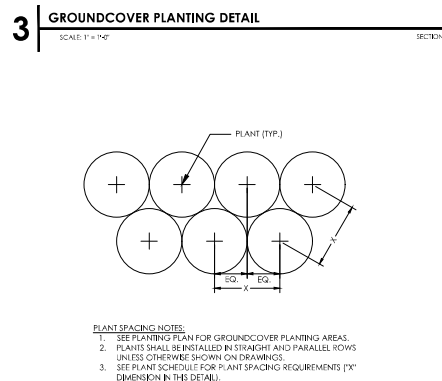 3
GROUNDCOVER PLANTING DETAIL
SCALE: 1" = 1'-0"
SECTION
PLANT (TYP.)
X
EQ. EQ.
X
PLANT SPACING NOTES:
1. SEE PLANTING PLAN FOR GROUNDCOVER PLANTING AREAS.
2. PLANTS SHALL BE INSTALLED IN STRAIGHT AND PARALLEL ROWS
UNLESS OTHERWISE SHOWN ON DRAWINGS.
3. SEE PLANT SCHEDULE FOR PLANT SPACING REQUIREMENTS ("X"
DIMENSION IN THIS DETAIL).